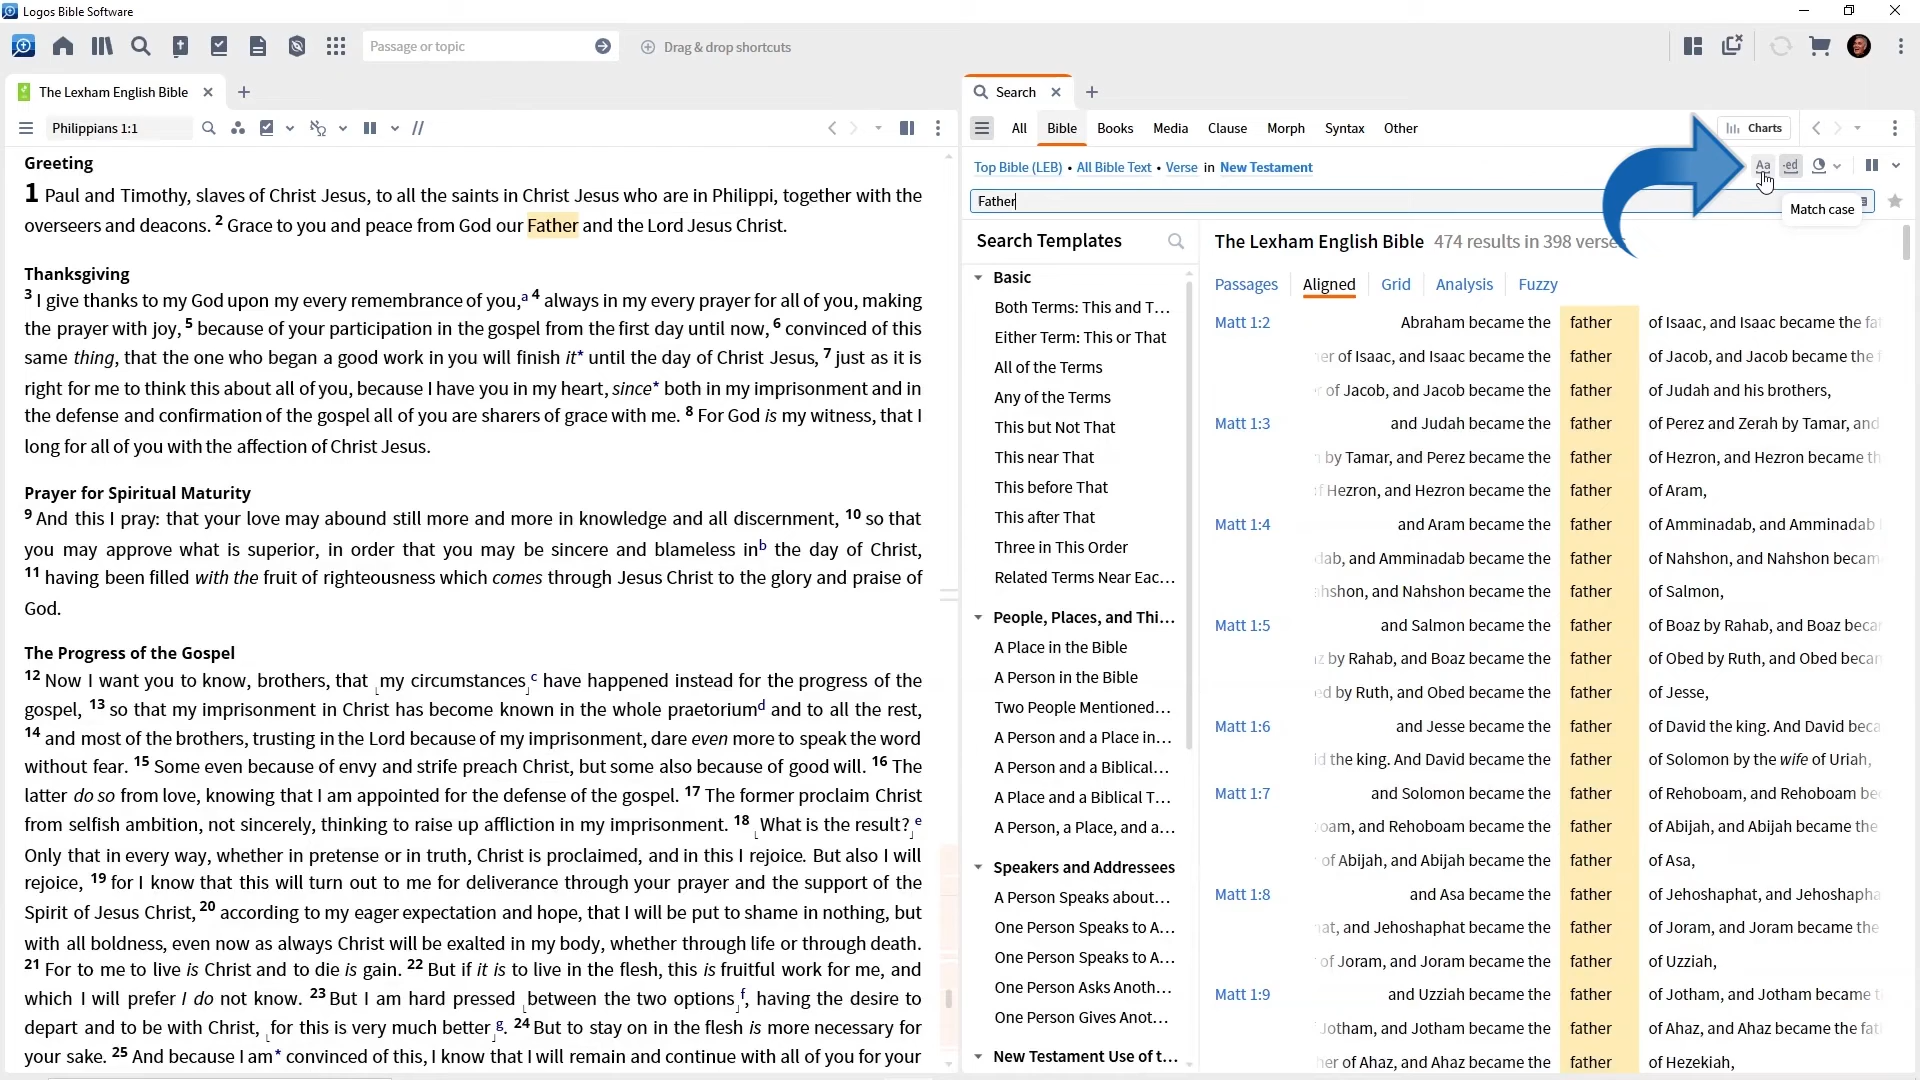 Logos Bible Software
Passage or topic
Drag & drop shortcuts
The Lexham English Bible
Philippians 1:1
Greeting
1 Paul and Timothy, slaves of Christ Jesus, to all the saints in Christ Jesus who are in Philippi, together with the
overseers and deacons. 2 Grace to you and peace from God our Father and the Lord Jesus Christ.
Thanksgiving
3 I give thanks to my God upon my every remembrance of you,a 4 always in my every prayer for all of you, making
the prayer with joy, 5 because of your participation in the gospel from the first day until now, 6 convinced of this
same thing, that the one who began a good work in you will finish it* until the day of Christ Jesus, 7 just as it is
right for me to think this about all of you, because I have you in my heart, since* both in my imprisonment and in
the defense and confirmation of the gospel all of you are sharers of grace with me. 8 For God is my witness, that I
long for all of you with the affection of Christ Jesus.
Prayer for Spiritual Maturity
9 And this I pray: that your love may abound still more and more in knowledge and all discernment, 10 so that
you may approve what is superior, in order that you may be sincere and blameless inb the day of Christ,
11 having been filled with the fruit of righteousness which comes through Jesus Christ to the glory and praise of
God.
The Progress of the Gospel
12 Now I want you to know, brothers, that ⌞my circumstances⌟c have happened instead for the progress of the
gospel, 13 so that my imprisonment in Christ has become known in the whole praetoriumd and to all the rest,
14 and most of the brothers, trusting in the Lord because of my imprisonment, dare even more to speak the word
without fear. 15 Some even because of envy and strife preach Christ, but some also because of good will. 16 The
latter do so from love, knowing that I am appointed for the defense of the gospel. 17 The former proclaim Christ
from selfish ambition, not sincerely, thinking to raise up affliction in my imprisonment. 18 ⌞What is the result?⌟e
Only that in every way, whether in pretense or in truth, Christ is proclaimed, and in this I rejoice. But also I will
rejoice, 19 for I know that this will turn out to me for deliverance through your prayer and the support of the
Spirit of Jesus Christ, 20 according to my eager expectation and hope, that I will be put to shame in nothing, but
with all boldness, even now as always Christ will be exalted in my body, whether through life or through death.
21 For to me to live is Christ and to die is gain. 22 But if it is to live in the flesh, this is fruitful work for me, and
which I will prefer I do not know. 23 But I am hard pressed ⌞between the two options⌟f, having the desire to
depart and to be with Christ, ⌞for this is very much better⌟g. 24 But to stay on in the flesh is more necessary for
your sake. 25 And because I am* convinced of this, I know that I will remain and continue with all of you for your
Search
All Bible Books Media Clause Morph Syntax Other
Charts
Top Bible (LEB) • All Bible Text • Verse in New Testament
Aa ·ed
Father
Match case
Search Templates
Basic
Both Terms: This and T…
Either Term: This or That
All of the Terms
Any of the Terms
This but Not That
This near That
This before That
This after That
Three in This Order
Related Terms Near Eac…
People, Places, and Thi…
A Place in the Bible
A Person in the Bible
Two People Mentioned…
A Person and a Place in…
A Person and a Biblical…
A Place and a Biblical T…
A Person, a Place, and a…
Speakers and Addressees
A Person Speaks about…
One Person Speaks to A…
One Person Speaks to A…
One Person Asks Anoth…
One Person Gives Anot…
New Testament Use of t…
The Lexham English Bible 474 results in 398 verses
Passages Aligned Grid Analysis Fuzzy
Matt 1:2 Abraham became the father of Isaac, and Isaac became the fat
er of Isaac, and Isaac became the father of Jacob, and Jacob became the f
of Jacob, and Jacob became the father of Judah and his brothers,
Matt 1:3 and Judah became the father of Perez and Zerah by Tamar, and
by Tamar, and Perez became the father of Hezron, and Hezron became th
f Hezron, and Hezron became the father of Aram,
Matt 1:4 and Aram became the father of Amminadab, and Amminadab
dab, and Amminadab became the father of Nahshon, and Nahshon becam
ahshon, and Nahshon became the father of Salmon,
Matt 1:5 and Salmon became the father of Boaz by Rahab, and Boaz becar
z by Rahab, and Boaz became the father of Obed by Ruth, and Obed becam
ed by Ruth, and Obed became the father of Jesse,
Matt 1:6 and Jesse became the father of David the king. And David beca
id the king. And David became the father of Solomon by the wife of Uriah,
Matt 1:7 and Solomon became the father of Rehoboam, and Rehoboam bec
oam, and Rehoboam became the father of Abijah, and Abijah became the
of Abijah, and Abijah became the father of Asa,
Matt 1:8 and Asa became the father of Jehoshaphat, and Jehoshapha
at, and Jehoshaphat became the father of Joram, and Joram became the
of Joram, and Joram became the father of Uzziah,
Matt 1:9 and Uzziah became the father of Jotham, and Jotham became t
Jotham, and Jotham became the father of Ahaz, and Ahaz became the fat
er of Ahaz, and Ahaz became the father of Hezekiah,